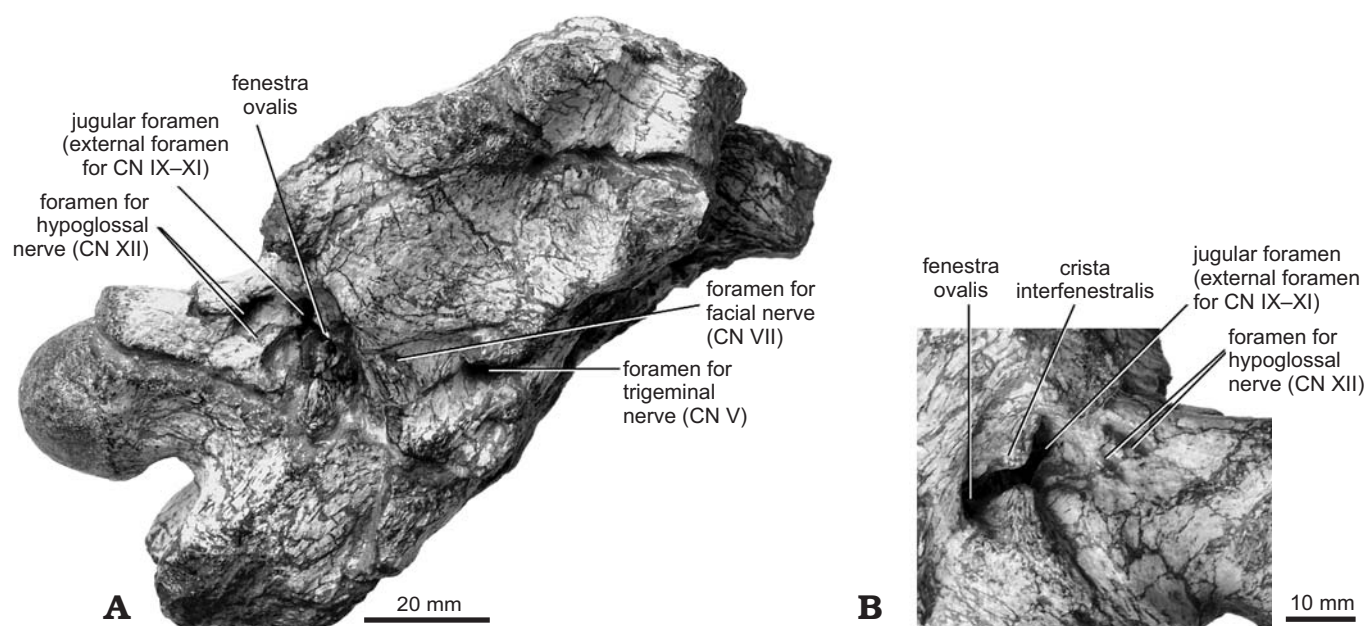 fenestra
ovalis
jugular foramen
(external foramen
for CN IX–XI)
foramen for
hypoglossal
nerve (CN XII)
foramen for
facial nerve
(CN VII)
foramen for
trigeminal
nerve (CN V)
A
20 mm
fenestra
ovalis
crista
interfenestralis
jugular foramen
(external foramen
for CN IX–XI)
foramen for
hypoglossal
nerve (CN XII)
B
10 mm